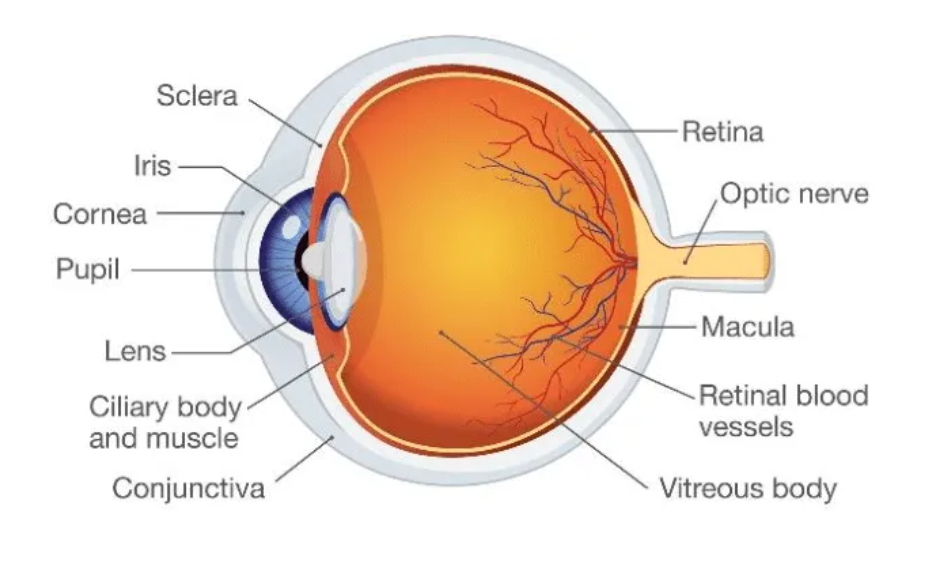 Sclera
Iris
Cornea
Pupil
Lens
Ciliary body
and muscle
Conjunctiva
Retina
Optic nerve
Macula
Retinal blood
vessels
Vitreous body